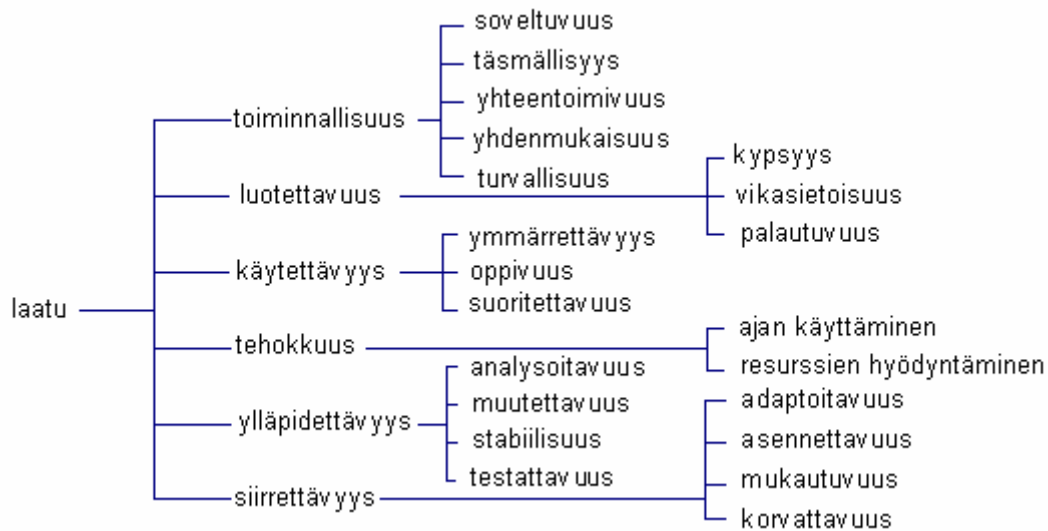 laatu
toiminnallisuus
soveltuvuus
täsmällisyys
yhteentoimivuus
yhdenmukaisuus
turvallisuus
luotettavuus
kypsyys
vikasietoisuus
palautuvuus
käytettävyys
ymmärrettävyys
oppivuus
suoritettavuus
tehokkuus
ajan käyttäminen
resurssien hyödyntäminen
ylläpidettävyys
analysoitavuus
muutettavuus
stabiilisuus
testattavuus
siirrettävyys
adaptoitavuus
asennettavuus
mukautuvuus
korvattavuus